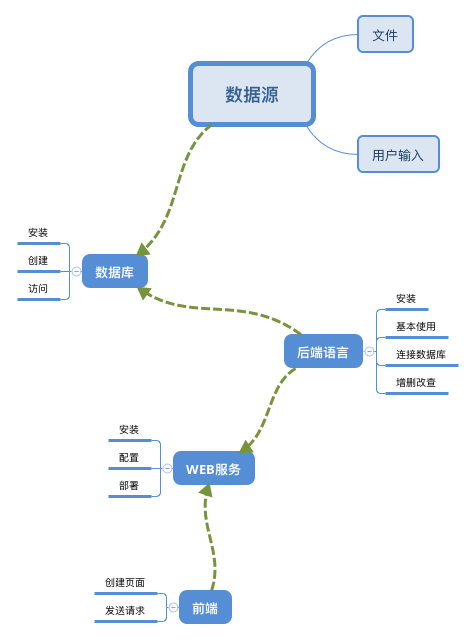 文件
数据源
用户输入
安装
创建
访问
数据库
后端语言
安装
基本使用
连接数据库
增删改查
安装
配置
部署
WEB服务
创建页面
发送请求
前端